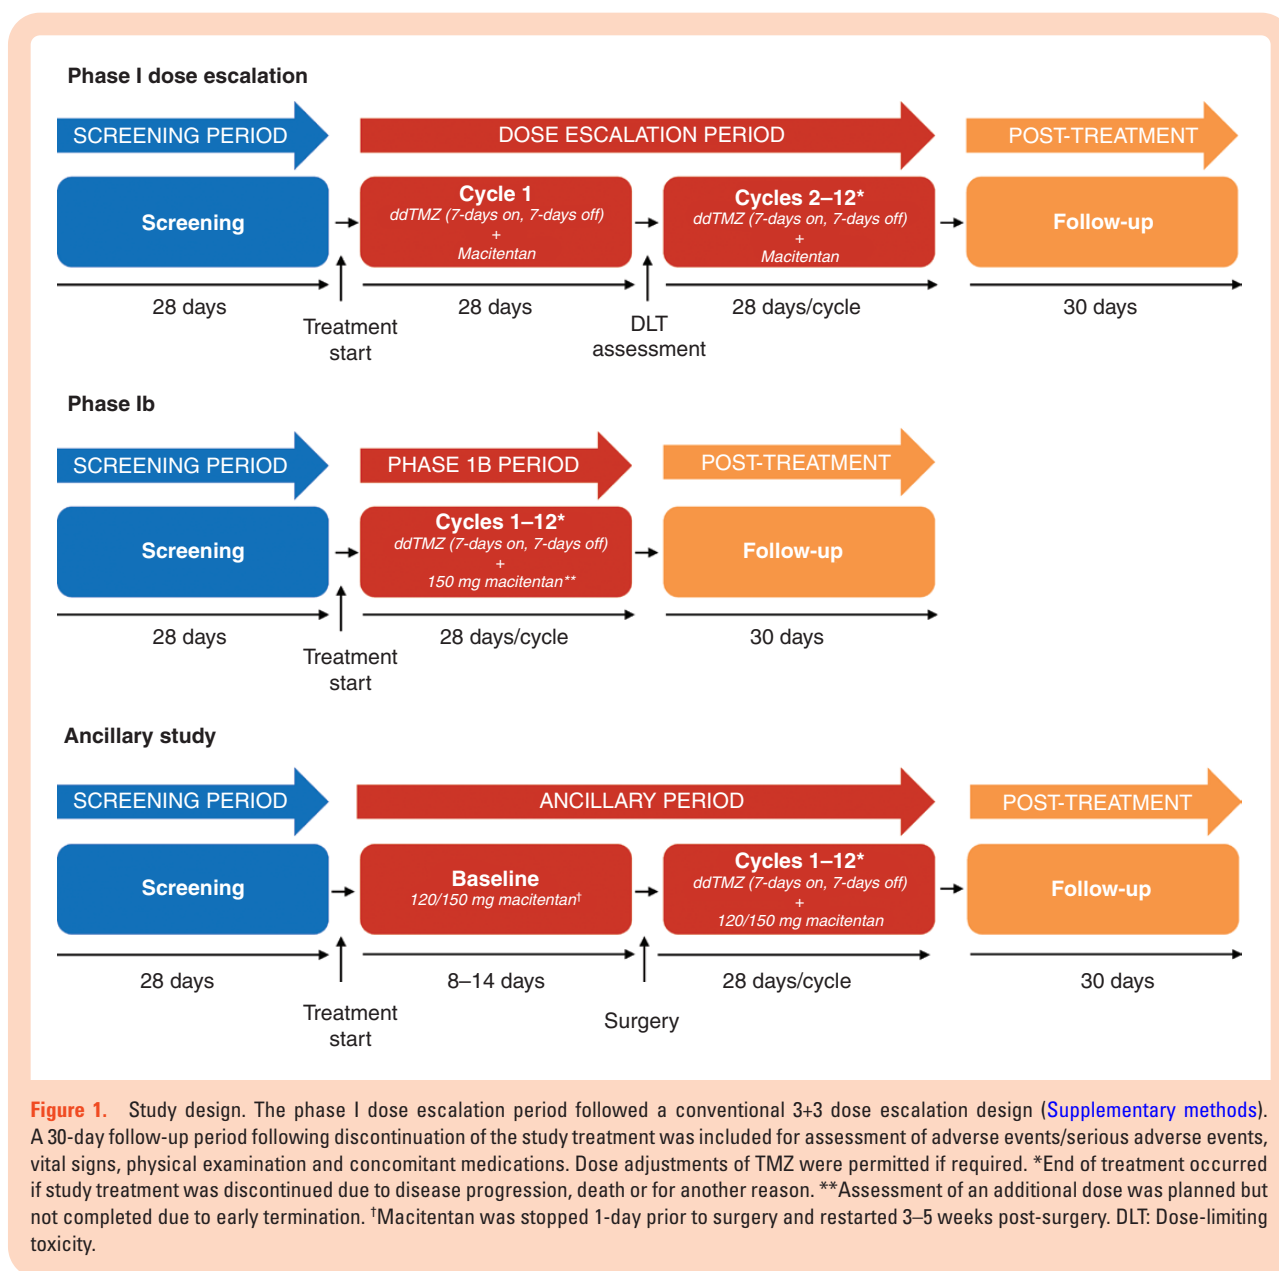 Phase I dose escalation
SCREENING PERIOD
DOSE ESCALATION PERIOD
POST-TREATMENT
Screening
Cycle 1
ddTMZ (7-days on, 7-days off)
+
Macitentan
Cycles 2–12*
ddTMZ (7-days on, 7-days off)
+
Macitentan
Follow-up
28 days
Treatment
start
28 days
DLT
assessment
28 days/cycle
30 days
Phase Ib
SCREENING PERIOD
PHASE 1B PERIOD
POST-TREATMENT
Screening
Cycles 1–12*
ddTMZ (7-days on, 7-days off)
+
150 mg macitentan**
Follow-up
28 days
Treatment
start
28 days/cycle
30 days
Ancillary study
SCREENING PERIOD
ANCILLARY PERIOD
POST-TREATMENT
Screening
Baseline
120/150 mg macitentan†
Cycles 1–12*
ddTMZ (7-days on, 7-days off)
+
120/150 mg macitentan
Follow-up
28 days
Treatment
start
8–14 days
Surgery
28 days/cycle
30 days
Figure 1. Study design. The phase I dose escalation period followed a conventional 3+3 dose escalation design (Supplementary methods).
A 30-day follow-up period following discontinuation of the study treatment was included for assessment of adverse events/serious adverse events,
vital signs, physical examination and concomitant medications. Dose adjustments of TMZ were permitted if required. *End of treatment occurred
if study treatment was discontinued due to disease progression, death or for another reason. **Assessment of an additional dose was planned but
not completed due to early termination. †Macitentan was stopped 1-day prior to surgery and restarted 3–5 weeks post-surgery. DLT: Dose-limiting
toxicity.